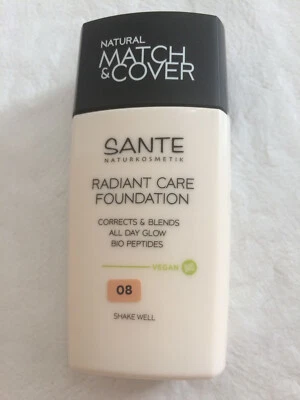 NATURAL
MATCH
& COVER
SANTE
NATURKOSMETIK
RADIANT CARE
FOUNDATION
CORRECTS & BLENDS
ALL DAY GLOW
BIO PEPTIDES
VEGAN
08
SHAKE WELL